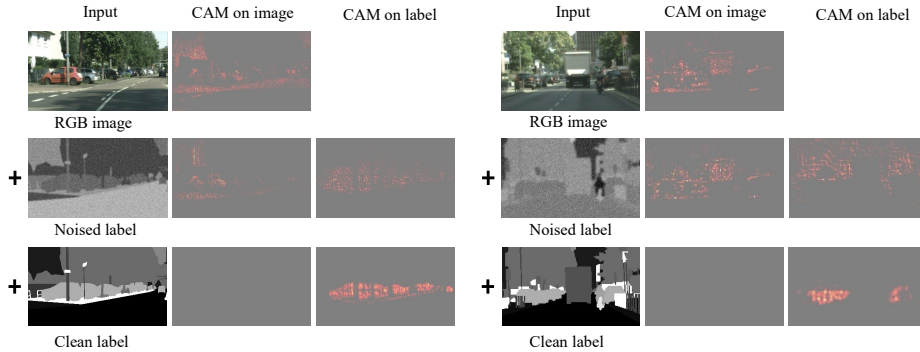 Input CAM on image CAM on label Input CAM on image CAM on label
RGB image RGB image
+ +
Noised label Noised label
+ +
Clean label Clean label